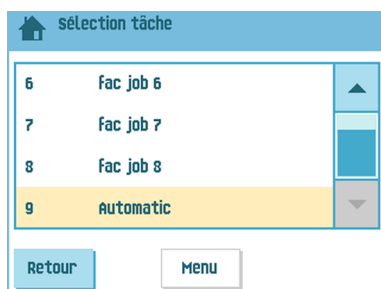 Sélection tâche
6 Fac job 6
7 Fac job 7
8 Fac job 8
9 Automatic
Retour Menu